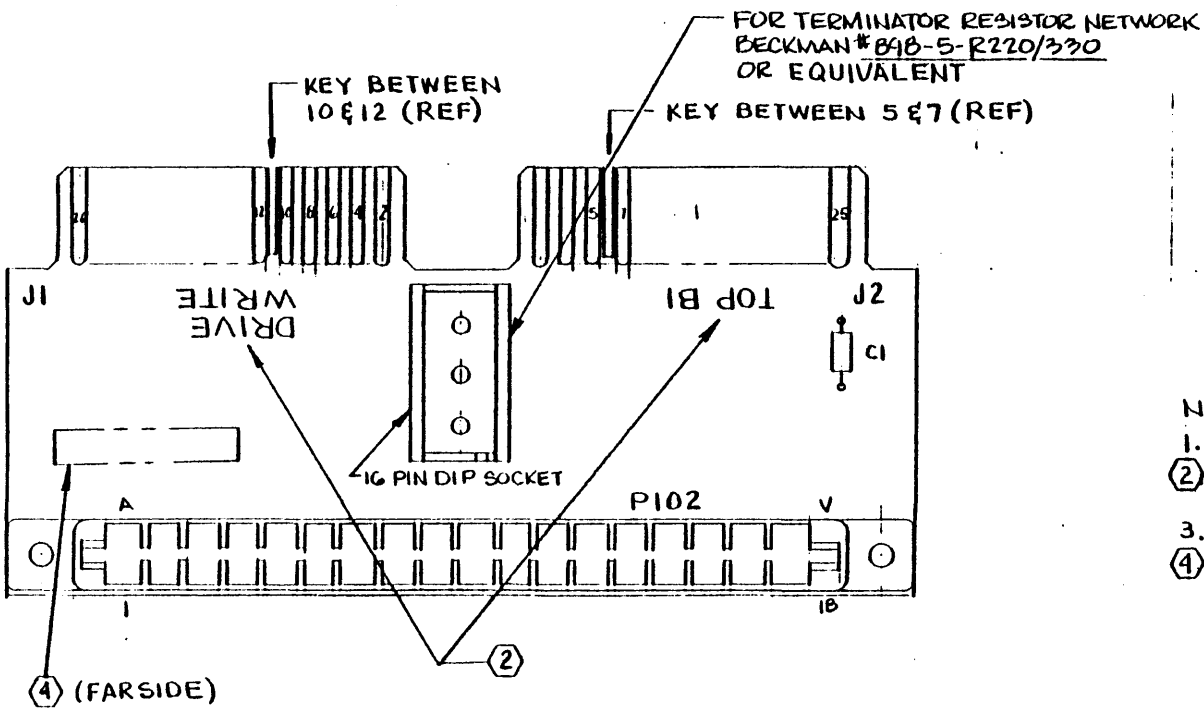 FOR TERMINATOR RESISTOR NETWORK
BECKMAN # 898-5-R220/330
OR EQUIVALENT
KEY BETWEEN
10 & 12 (REF)
KEY BETWEEN 5 & 7 (REF)
12 10 8 6 4 2
5 7
25
J1
DRIVE
WRITE
TOP B1
J2
C1
16 PIN DIP SOCKET
A
P102
V
1
18
2
4 (FARSIDE)
N
1.
2
3.
4